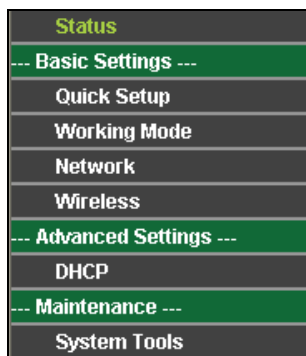 Status
--- Basic Settings ---
Quick Setup
Working Mode
Network
Wireless
--- Advanced Settings ---
DHCP
--- Maintenance ---
System Tools